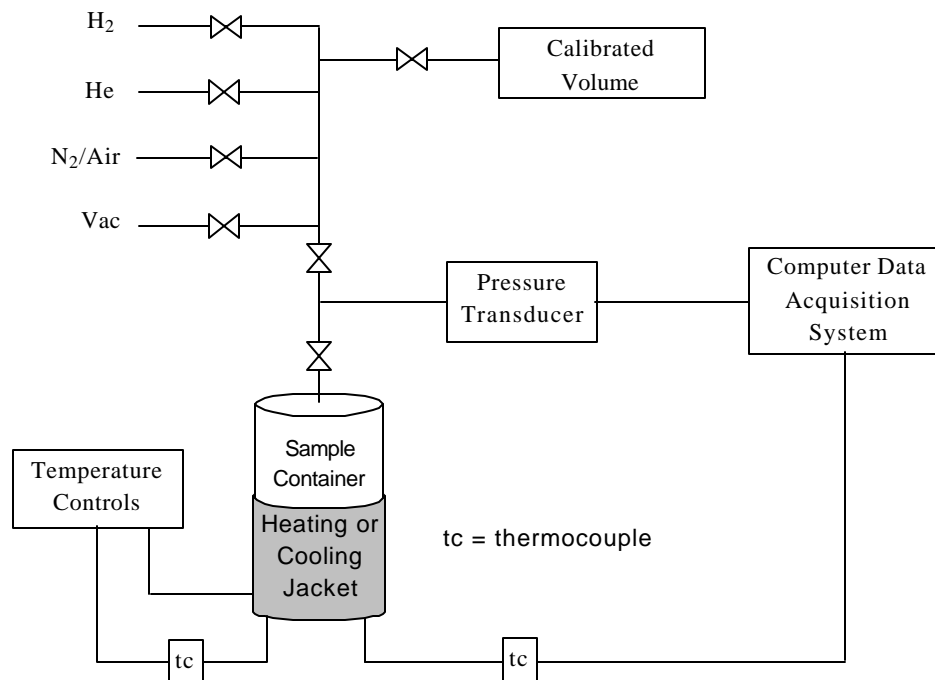 H2
He
N2/Air
Vac
Calibrated
Volume
Pressure
Transducer
Computer Data
Acquisition
System
Sample
Container
Temperature
Controls
Heating or
Cooling
Jacket
tc = thermocouple
tc
tc